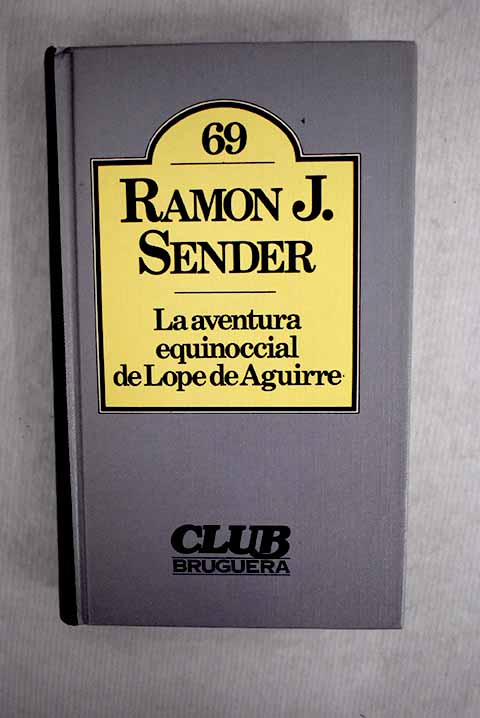 69
RAMON J.
SENDER
La aventura
equinoccial
de Lope de Aguirre
CLUB
BRUGUERA